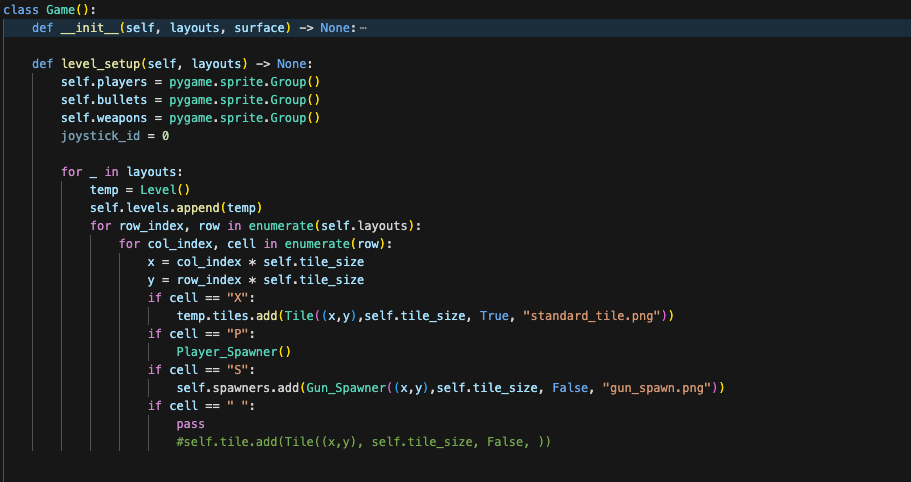 class Game():
    def __init__(self, layouts, surface) -> None:⋯

    def level_setup(self, layouts) -> None:
        self.players = pygame.sprite.Group()
        self.bullets = pygame.sprite.Group()
        self.weapons = pygame.sprite.Group()
        joystick_id = 0

        for _ in layouts:
            temp = Level()
            self.levels.append(temp)
            for row_index, row in enumerate(self.layouts):
                for col_index, cell in enumerate(row):
                    x = col_index * self.tile_size
                    y = row_index * self.tile_size
                    if cell == "X":
                        temp.tiles.add(Tile((x,y),self.tile_size, True, "standard_tile.png"))
                    if cell == "P":
                        Player_Spawner()
                    if cell == "S":
                        self.spawners.add(Gun_Spawner((x,y),self.tile_size, False, "gun_spawn.png"))
                    if cell == " ":
                        pass
                        #self.tile.add(Tile((x,y), self.tile_size, False, ))